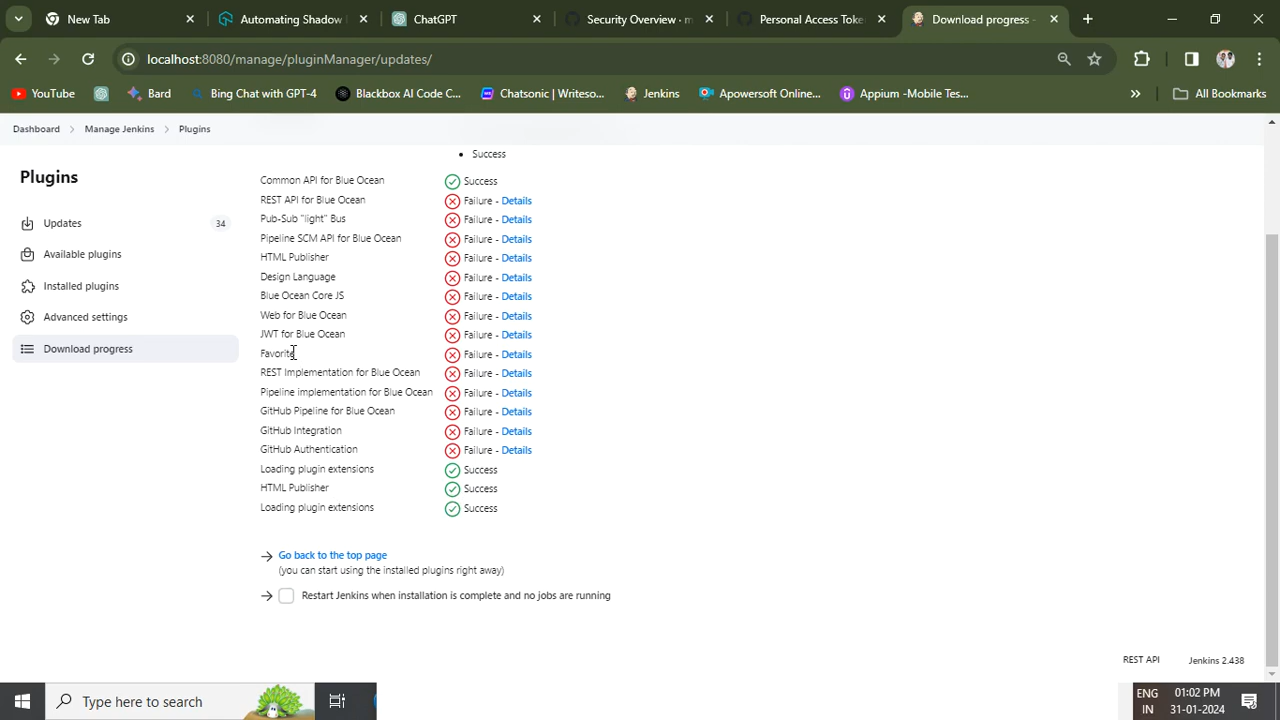 New Tab
Automating Shadow
ChatGPT
Security Overview · m
Personal Access Toke
Download progress -
localhost:8080/manage/pluginManager/updates/
YouTube
Bard
Bing Chat with GPT-4
Blackbox AI Code C...
Chatsonic | Writeso...
Jenkins
Apowersoft Online...
Appium -Mobile Tes...
»
All Bookmarks
Dashboard > Manage Jenkins > Plugins
Plugins
Updates 34
Available plugins
Installed plugins
Advanced settings
Download progress
• Success
Common API for Blue Ocean Success
REST API for Blue Ocean Failure - Details
Pub-Sub "light" Bus Failure - Details
Pipeline SCM API for Blue Ocean Failure - Details
HTML Publisher Failure - Details
Design Language Failure - Details
Blue Ocean Core JS Failure - Details
Web for Blue Ocean Failure - Details
JWT for Blue Ocean Failure - Details
Favorite Failure - Details
REST Implementation for Blue Ocean Failure - Details
Pipeline implementation for Blue Ocean Failure - Details
GitHub Pipeline for Blue Ocean Failure - Details
GitHub Integration Failure - Details
GitHub Authentication Failure - Details
Loading plugin extensions Success
HTML Publisher Success
Loading plugin extensions Success
→ Go back to the top page
(you can start using the installed plugins right away)
→ Restart Jenkins when installation is complete and no jobs are running
REST API Jenkins 2.438
Type here to search
ENG
IN
01:02 PM
31-01-2024